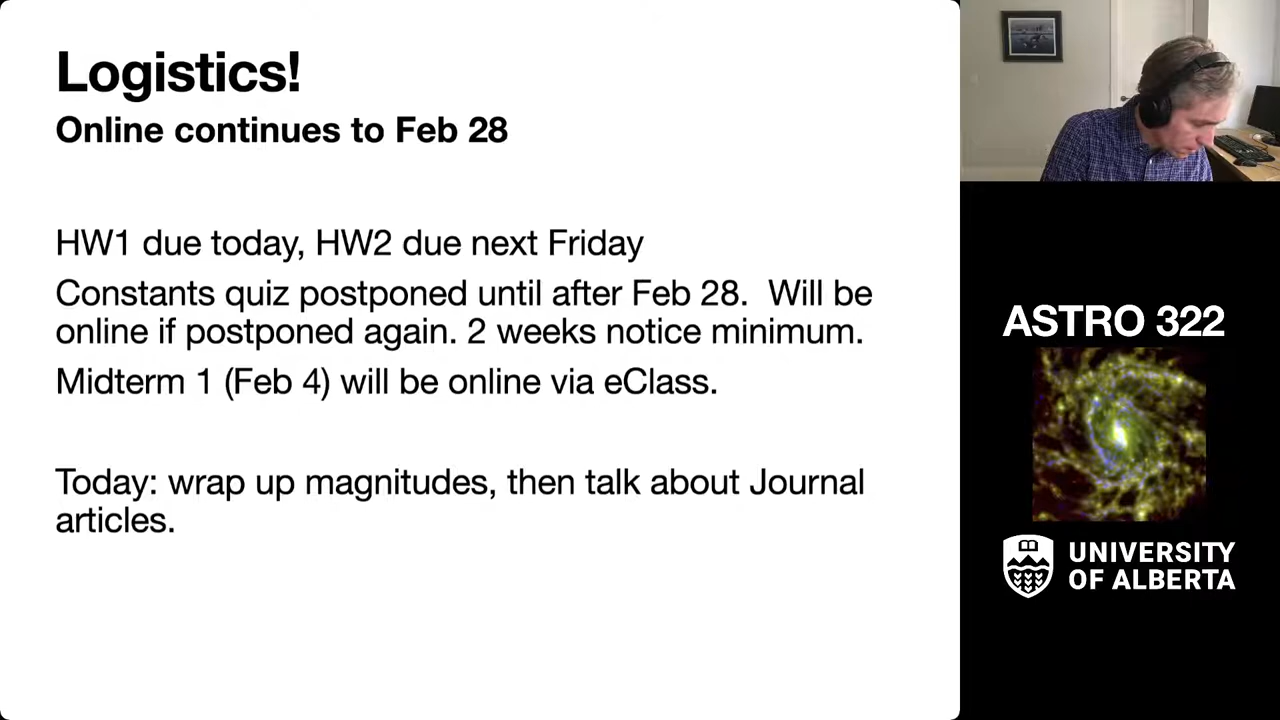 Logistics!
Online continues to Feb 28
HW1 due today, HW2 due next Friday
Constants quiz postponed until after Feb 28.  Will be
online if postponed again. 2 weeks notice minimum.
Midterm 1 (Feb 4) will be online via eClass.
Today: wrap up magnitudes, then talk about Journal
articles.
ASTRO 322
UNIVERSITY
OF ALBERTA